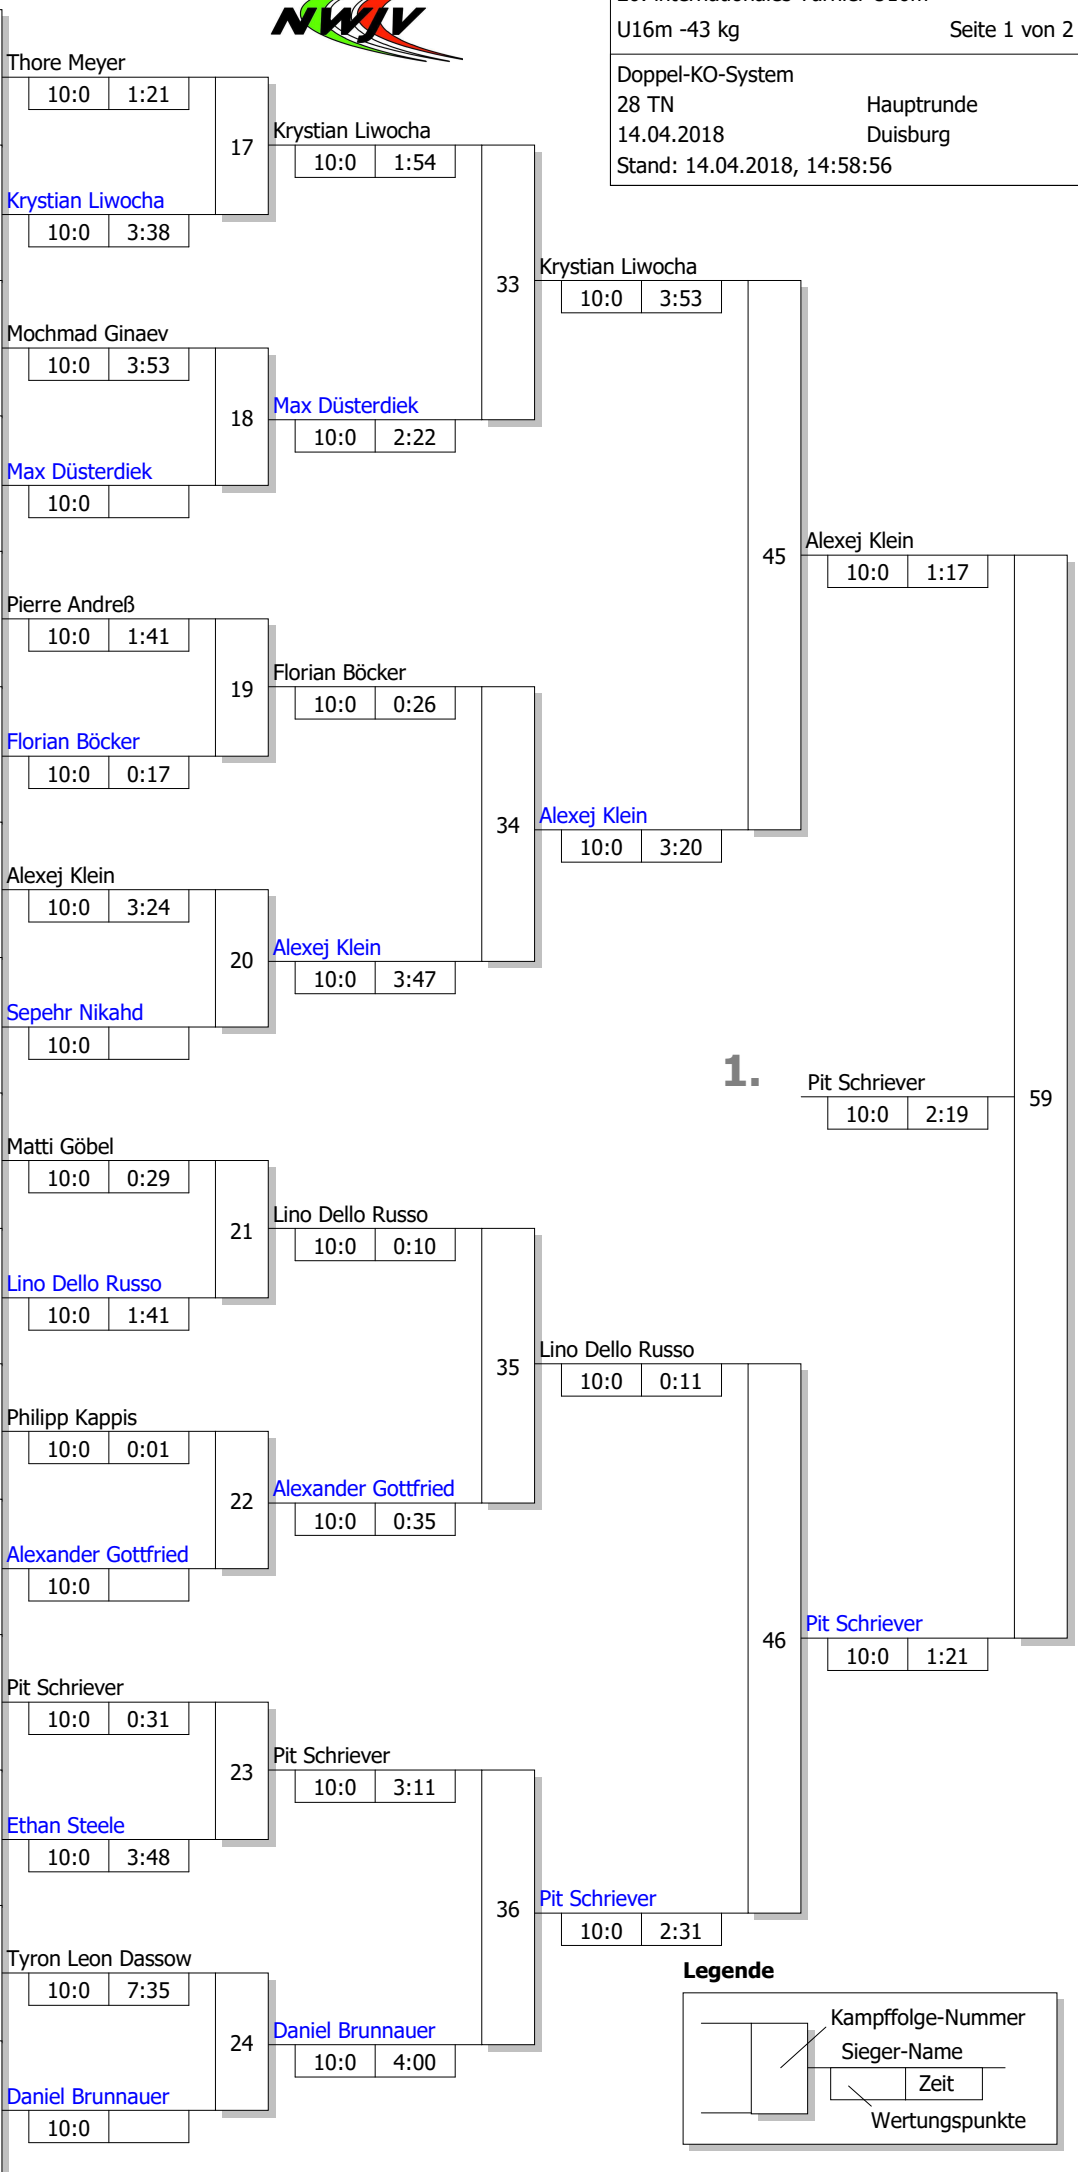 NWJV
U16m -43 kg Seite 1 von 2
Doppel-KO-System
28 TN Hauptrunde
14.04.2018 Duisburg
Stand: 14.04.2018, 14:58:56
Thore Meyer
10:0 1:21
17
Krystian Liwocha
10:0 1:54
Krystian Liwocha
10:0 3:38
33
Krystian Liwocha
10:0 3:53
Mochmad Ginaev
10:0 3:53
18
Max Düsterdiek
10:0 2:22
Max Düsterdiek
10:0
45
Alexej Klein
10:0 1:17
Pierre Andreß
10:0 1:41
19
Florian Böcker
10:0 0:26
Florian Böcker
10:0 0:17
34
Alexej Klein
10:0 3:20
Alexej Klein
10:0 3:24
20
Alexej Klein
10:0 3:47
Sepehr Nikahd
10:0
1.
Pit Schriever
10:0 2:19
59
Matti Göbel
10:0 0:29
21
Lino Dello Russo
10:0 0:10
Lino Dello Russo
10:0 1:41
35
Lino Dello Russo
10:0 0:11
Philipp Kappis
10:0 0:01
22
Alexander Gottfried
10:0 0:35
Alexander Gottfried
10:0
46
Pit Schriever
10:0 1:21
Pit Schriever
10:0 0:31
23
Pit Schriever
10:0 3:11
Ethan Steele
10:0 3:48
36
Pit Schriever
10:0 2:31
Tyron Leon Dassow
10:0 7:35
24
Daniel Brunnauer
10:0 4:00
Daniel Brunnauer
10:0
Legende
Kampffolge-Nummer
Sieger-Name
Zeit
Wertungspunkte